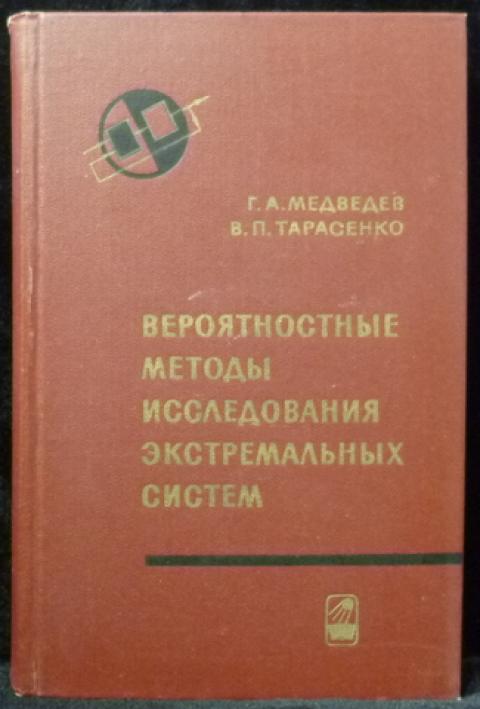 Г. А. МЕДВЕДЕВ
В. П. ТАРАСЕНКО
ВЕРОЯТНОСТНЫЕ
МЕТОДЫ
ИССЛЕДОВАНИЯ
ЭКСТРЕМАЛЬНЫХ
СИСТЕМ